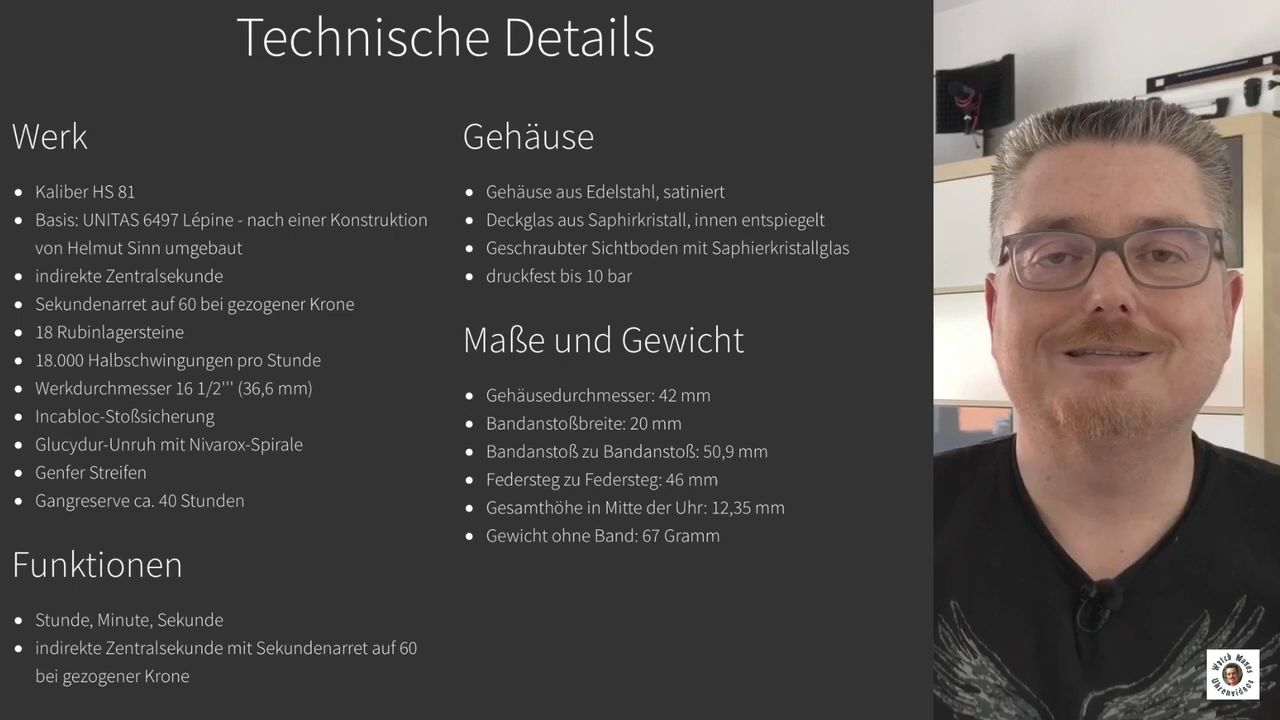 Technische Details
Werk
Kaliber HS 81
Basis: UNITAS 6497 Lépine - nach einer Konstruktion
von Helmut Sinn umgebaut
indirekte Zentralsekunde
Sekundenarret auf 60 bei gezogener Krone
18 Rubinlagersteine
18.000 Halbschwingungen pro Stunde
Werkdurchmesser 16 1/2''' (36,6 mm)
Incabloc-Stoßsicherung
Glucydur-Unruh mit Nivarox-Spirale
Genfer Streifen
Gangreserve ca. 40 Stunden
Funktionen
Stunde, Minute, Sekunde
indirekte Zentralsekunde mit Sekundenarret auf 60
bei gezogener Krone
Gehäuse
Gehäuse aus Edelstahl, satiniert
Deckglas aus Saphirkristall, innen entspiegelt
Geschraubter Sichtboden mit Saphierkristallglas
druckfest bis 10 bar
Maße und Gewicht
Gehäusedurchmesser: 42 mm
Bandanstoßbreite: 20 mm
Bandanstoß zu Bandanstoß: 50,9 mm
Federsteg zu Federsteg: 46 mm
Gesamthöhe in Mitte der Uhr: 12,35 mm
Gewicht ohne Band: 67 Gramm
Uhrenvideos